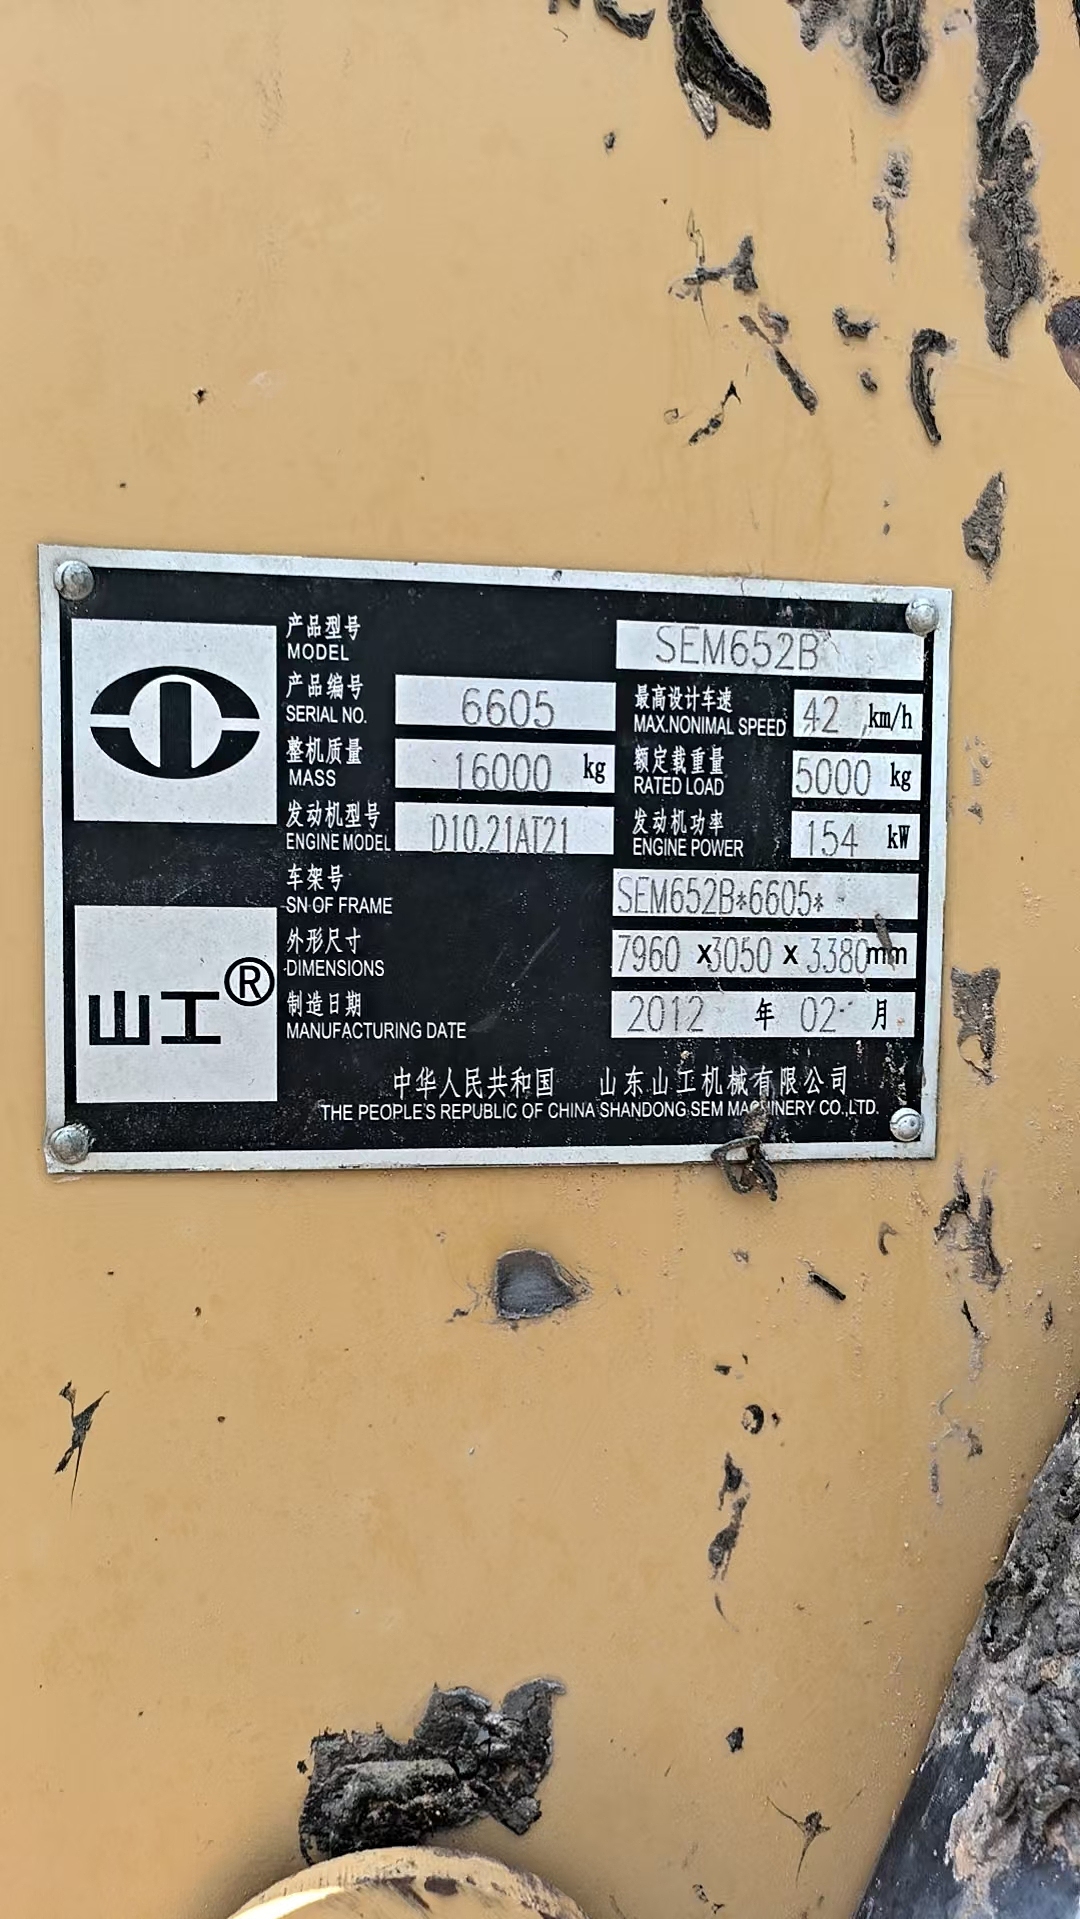 产品型号
MODEL
SEM652B
产品编号
SERIAL NO.
6605
最高设计车速
MAX.NONIMAL SPEED
42 km/h
整机质量
MASS
16000 kg
额定载重量
RATED LOAD
5000 kg
发动机型号
ENGINE MODEL
D10.21AT21
发动机功率
ENGINE POWER
154 kW
车架号
SN OF FRAME
SEM652B*6605*
外形尺寸
DIMENSIONS
7960 x3050 x 3380mm
制造日期
MANUFACTURING DATE
2012 年 02 月
山工®
中华人民共和国 山东山工机械有限公司
THE PEOPLE'S REPUBLIC OF CHINA SHANDONG SEM MACHINERY CO.,LTD.